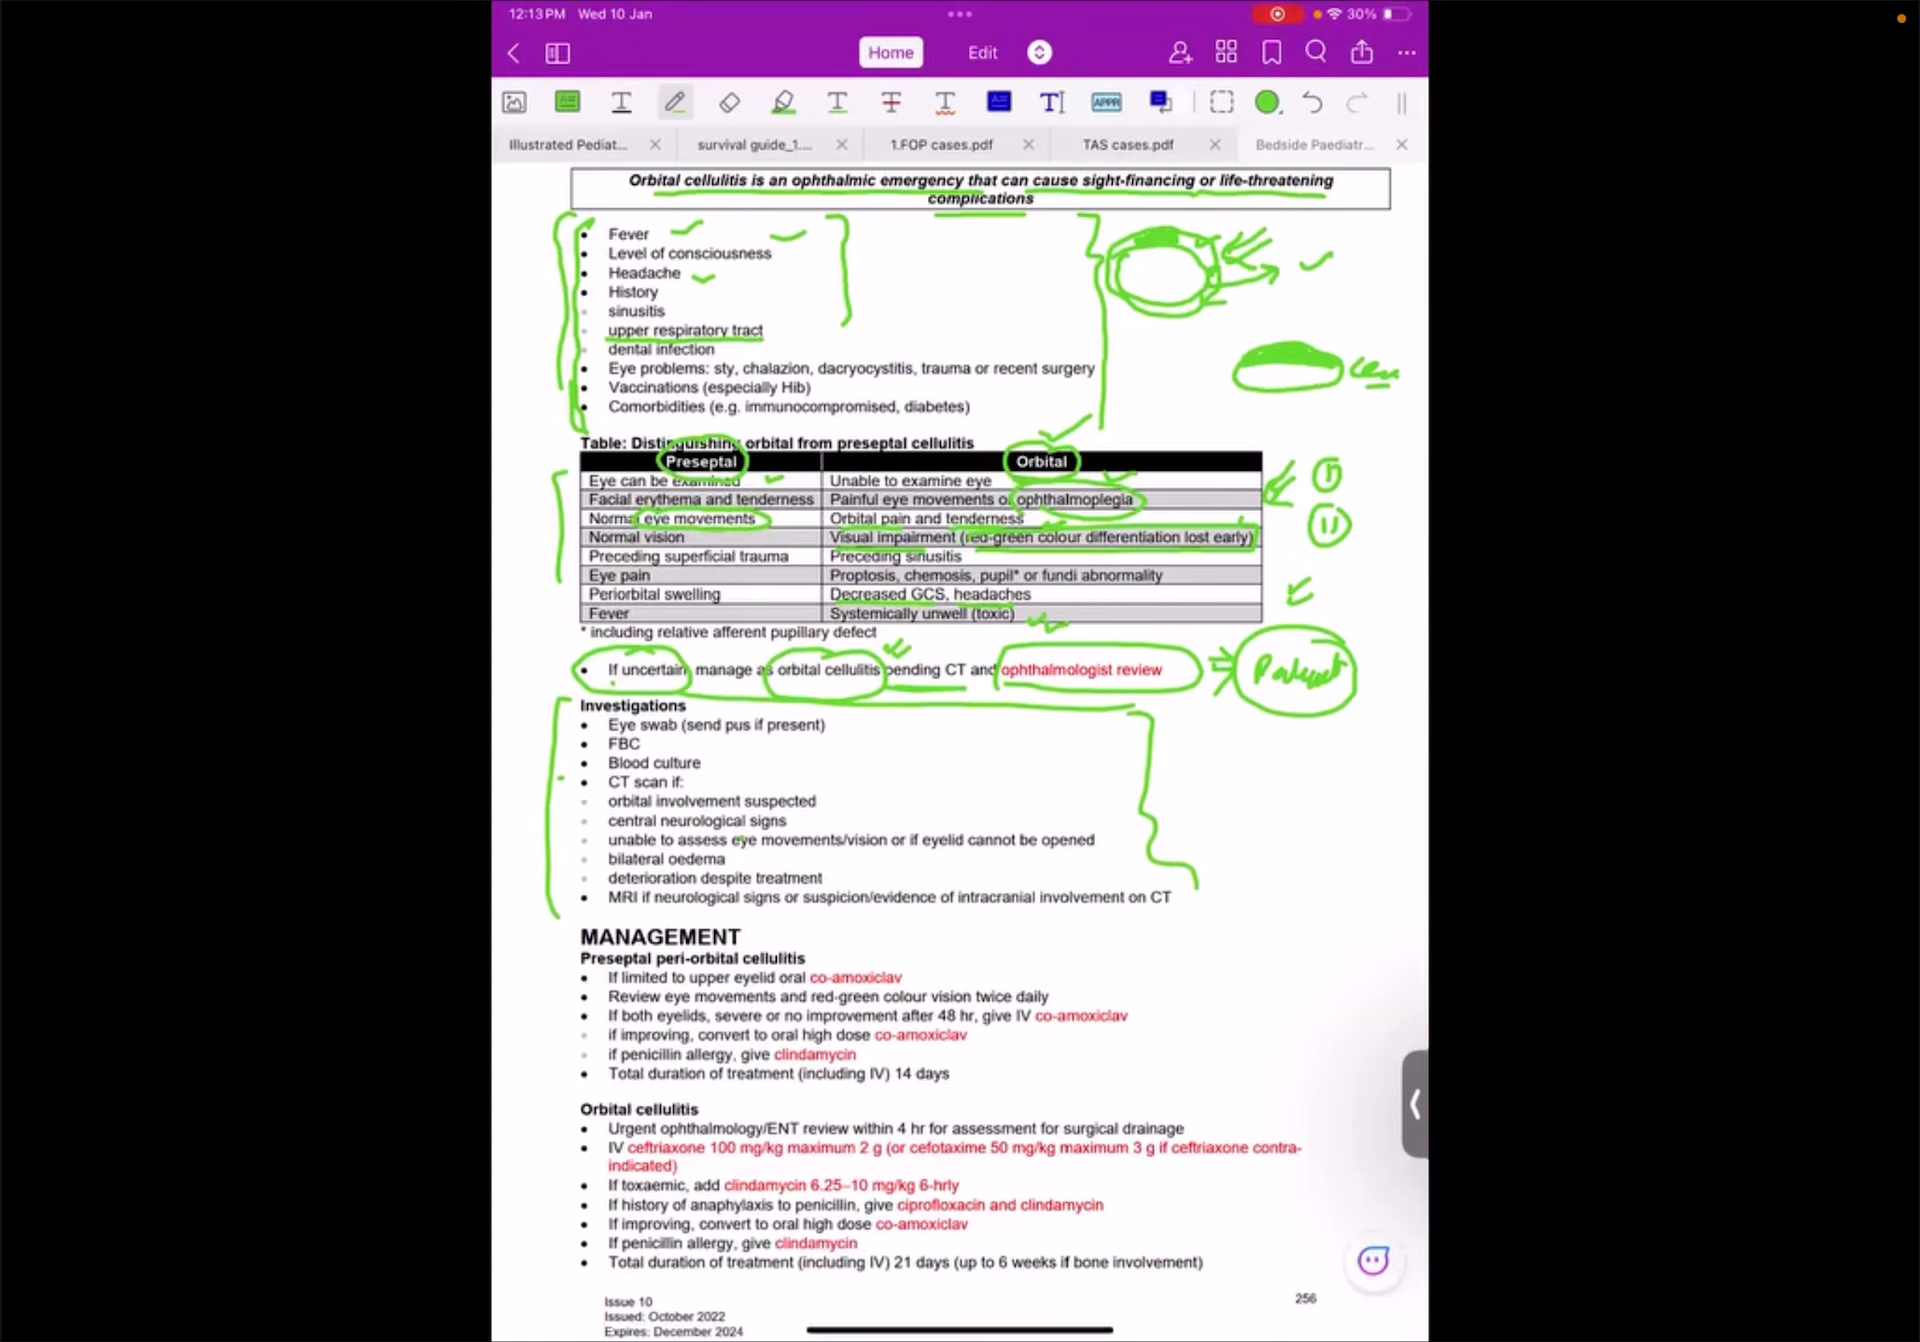 12:13 PM Wed 10 Jan
30%
Home Edit
APPR
Illustrated Pediat... survival guide_1.... 1.FOP cases.pdf TAS cases.pdf Bedside Paediatr...
Orbital cellulitis is an ophthalmic emergency that can cause sight-financing or life-threatening
complications
• Fever
• Level of consciousness
• Headache
• History
sinusitis
upper respiratory tract
dental infection
• Eye problems: sty, chalazion, dacryocystitis, trauma or recent surgery
• Vaccinations (especially Hib)
• Comorbidities (e.g. immunocompromised, diabetes)
Table: Distinguishing orbital from preseptal cellulitis
Preseptal Orbital
Eye can be examined Unable to examine eye
Facial erythema and tenderness Painful eye movements or ophthalmoplegia
Normal eye movements Orbital pain and tenderness
Normal vision Visual impairment (red-green colour differentiation lost early)
Preceding superficial trauma Preceding sinusitis
Eye pain Proptosis, chemosis, pupil* or fundi abnormality
Periorbital swelling Decreased GCS, headaches
Fever Systemically unwell (toxic)
* including relative afferent pupillary defect
• If uncertain, manage as orbital cellulitis pending CT and ophthalmologist review
Investigations
• Eye swab (send pus if present)
• FBC
• Blood culture
• CT scan if:
orbital involvement suspected
central neurological signs
unable to assess eye movements/vision or if eyelid cannot be opened
bilateral oedema
deterioration despite treatment
• MRI if neurological signs or suspicion/evidence of intracranial involvement on CT
MANAGEMENT
Preseptal peri-orbital cellulitis
• If limited to upper eyelid oral co-amoxiclav
• Review eye movements and red-green colour vision twice daily
• If both eyelids, severe or no improvement after 48 hr, give IV co-amoxiclav
if improving, convert to oral high dose co-amoxiclav
if penicillin allergy, give clindamycin
• Total duration of treatment (including IV) 14 days
Orbital cellulitis
• Urgent ophthalmology/ENT review within 4 hr for assessment for surgical drainage
• IV ceftriaxone 100 mg/kg maximum 2 g (or cefotaxime 50 mg/kg maximum 3 g if ceftriaxone contra-
indicated)
• If toxaemic, add clindamycin 6.25–10 mg/kg 6-hrly
• If history of anaphylaxis to penicillin, give ciprofloxacin and clindamycin
• If improving, convert to oral high dose co-amoxiclav
• If penicillin allergy, give clindamycin
• Total duration of treatment (including IV) 21 days (up to 6 weeks if bone involvement)
Issue 10
Issued: October 2022
Expires: December 2024
256